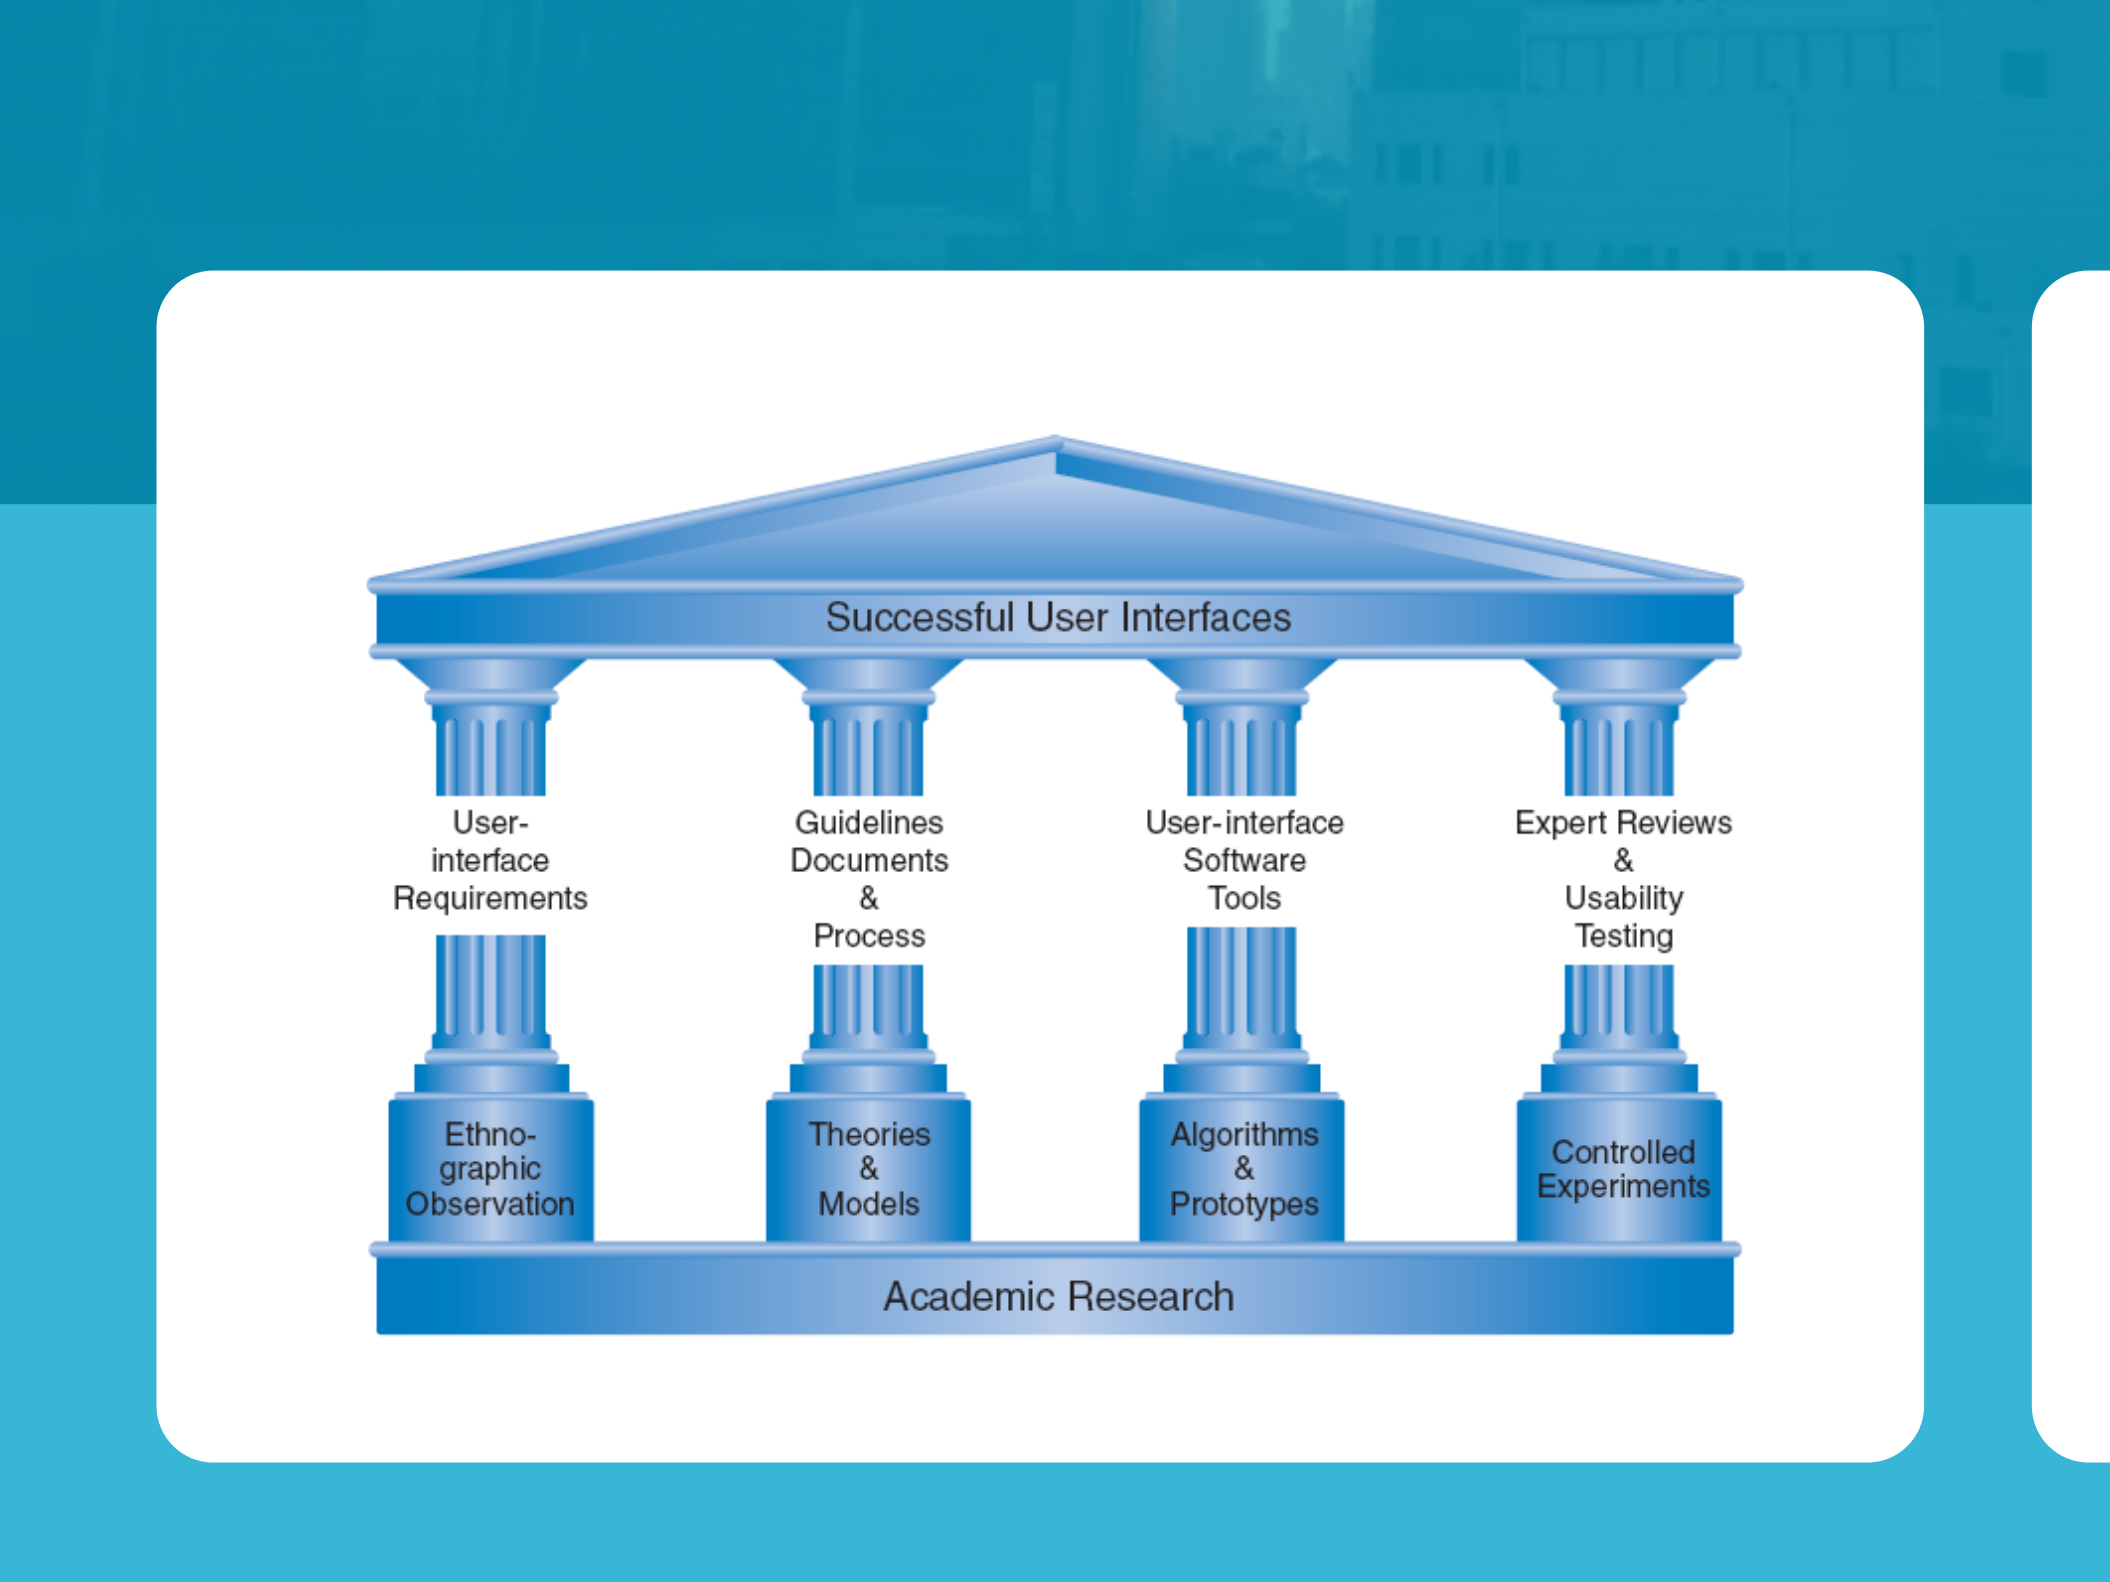 Successful User Interfaces
User-
interface
Requirements
Guidelines
Documents
&
Process
User-interface
Software
Tools
Expert Reviews
&
Usability
Testing
Ethno-
graphic
Observation
Theories
&
Models
Algorithms
&
Prototypes
Controlled
Experiments
Academic Research